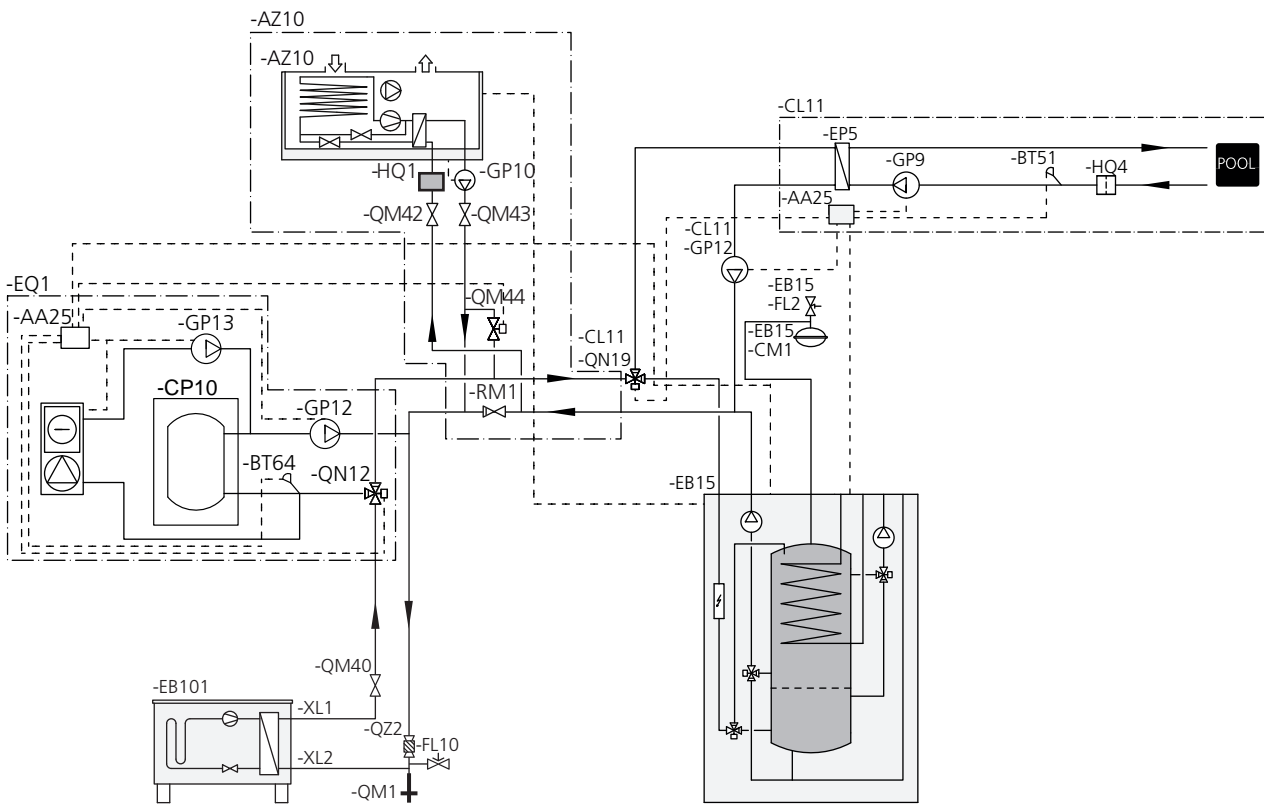 -AZ10
-AZ10
-CL11
-EP5
-GP9
-BT51
-HQ4
POOL
-HQ1
-GP10
-AA25
-QM42
-QM43
-CL11
-GP12
-EQ1
-AA25
-GP13
-QM44
-EB15
-FL2
-EB15
-CM1
-CL11
-QN19
-CP10
-GP12
-RM1
-BT64
-QN12
-EB15
-QM40
-EB101
-XL1
-QZ2
-FL10
-XL2
-QM1